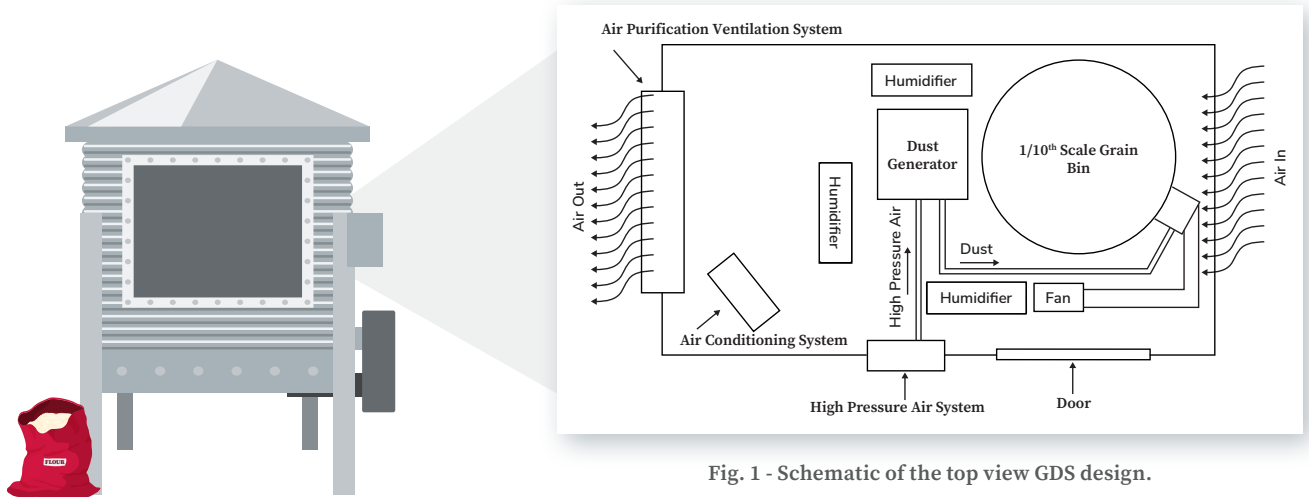 Air Purification Ventilation System
Humidifier
Dust
Generator
1/10th Scale Grain
Bin
Air In
Air Out
Humidifier
High Pressure Air
Dust
Humidifier
Fan
Air Conditioning System
High Pressure Air System
Door
FLOUR
Fig. 1 - Schematic of the top view GDS design.